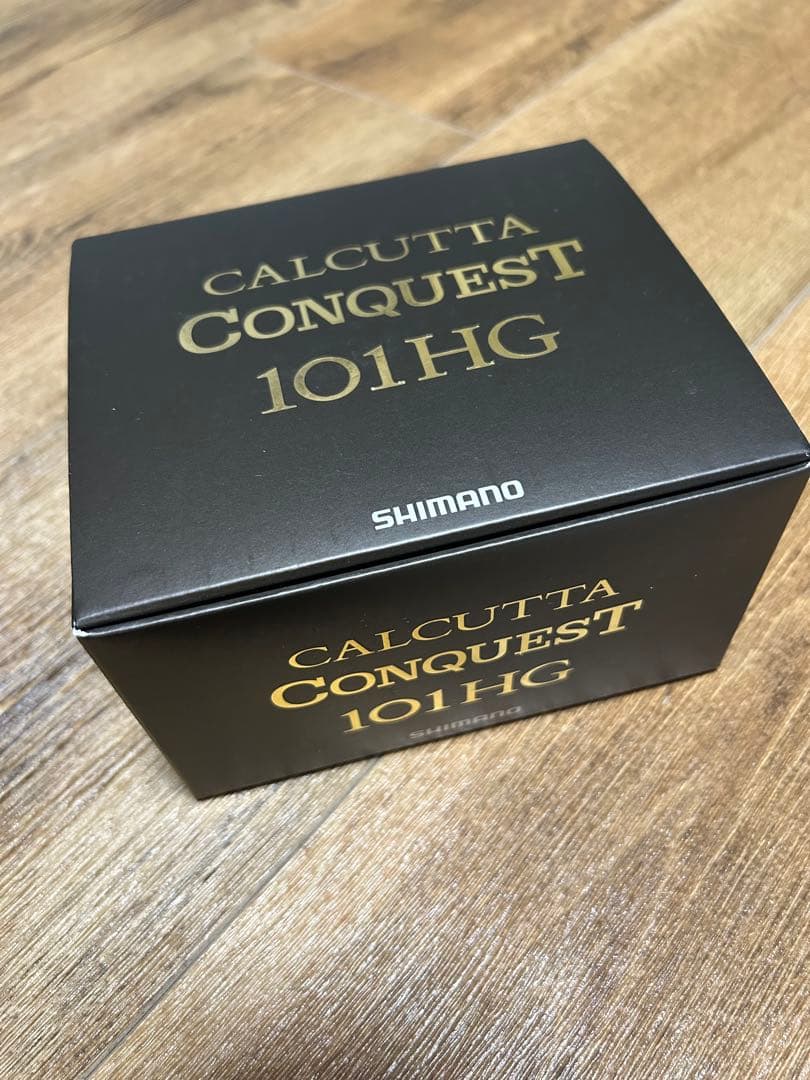 CALCUTTA
CONQUEST
101HG
SHIMANO
CALCUTTA
CONQUEST
101HG
SHIMANO